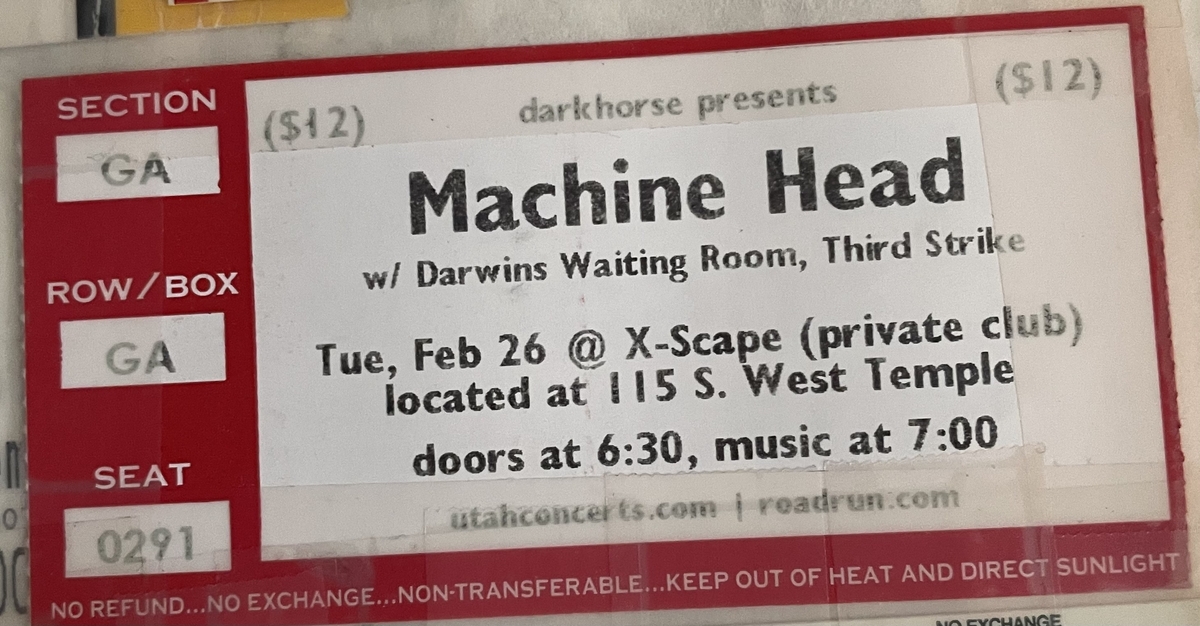 SECTION
GA
ROW/BOX
GA
SEAT
0291
($12)
darkhorse presents
($12)
Machine Head
w/ Darwins Waiting Room, Third Strike
Tue, Feb 26 @ X-Scape (private club)
located at 115 S. West Temple
doors at 6:30, music at 7:00
utahconcerts.com | roadrun.com
NO REFUND...NO EXCHANGE...NON-TRANSFERABLE...KEEP OUT OF HEAT AND DIRECT SUNLIGHT
NO EXCHANGE